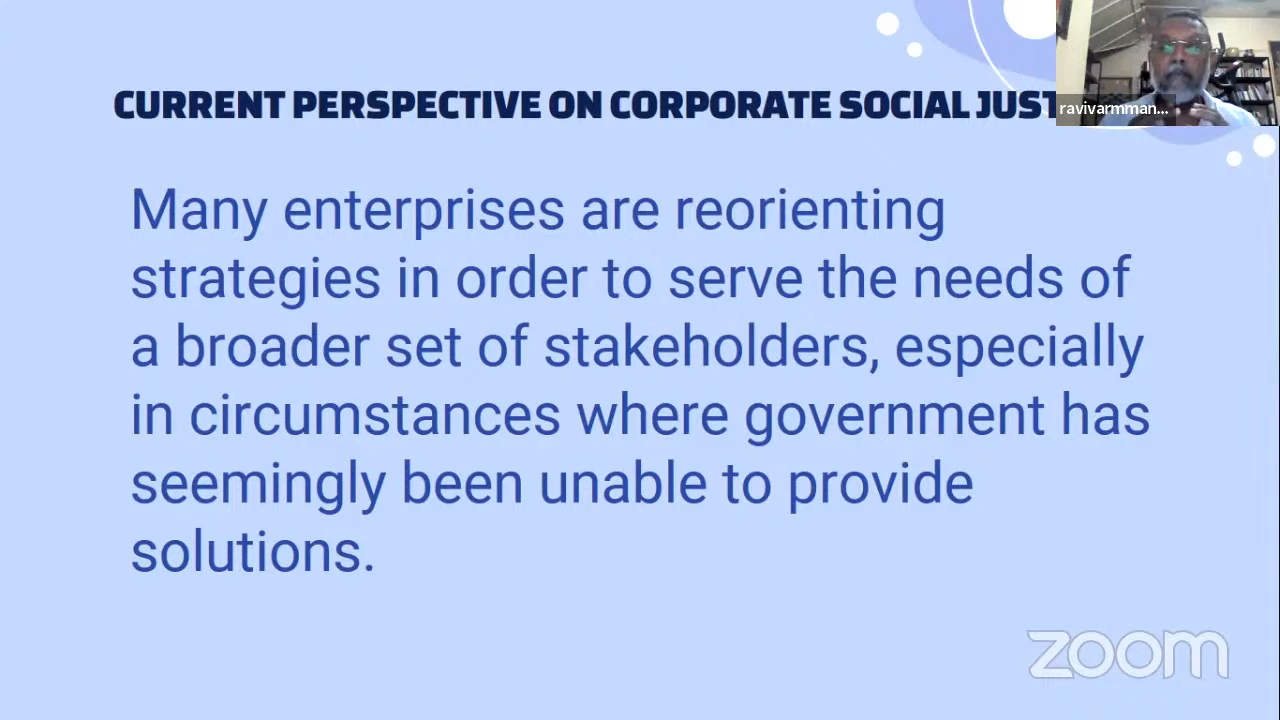 CURRENT PERSPECTIVE ON CORPORATE SOCIAL JUST
ravivarmman...
Many enterprises are reorienting
strategies in order to serve the needs of
a broader set of stakeholders, especially
in circumstances where government has
seemingly been unable to provide
solutions.
zoom